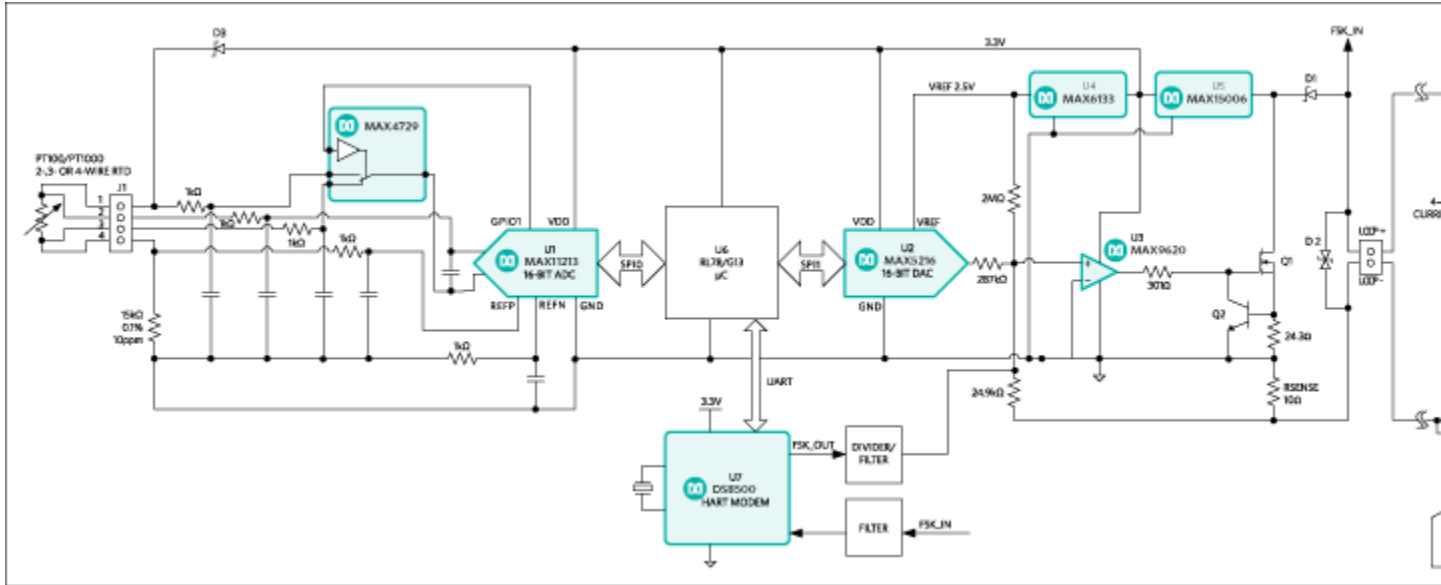 D3
FSK_IN
3.3V
U4
MAX6133
U5
MAX15006
D1
VREF 2.5V
MAX4729
PT100/PT1000
2-,3- OR 4-WIRE RTD
J1
1
2
3
4
1kΩ
1kΩ
1kΩ
1kΩ
2MΩ
GPIO1
VDD
U1
MAX11213
16-BIT ADC
REFP
REFN
GND
SPI0
U6
RL78/G13
µC
SPI1
VDD
VREF
U2
MAX5216
16-BIT DAC
GND
287kΩ
U3
MAX9620
+
−
301Ω
Q1
Q2
D2
LOOP+
LOOP-
4-
CURRE
15kΩ
0.1%
10ppm
1kΩ
24.3Ω
UART
24.9kΩ
RSENSE
10Ω
3.3V
U7
DS8500
HART MODEM
FSK_OUT
DIVIDER/
FILTER
FILTER
FSK_IN